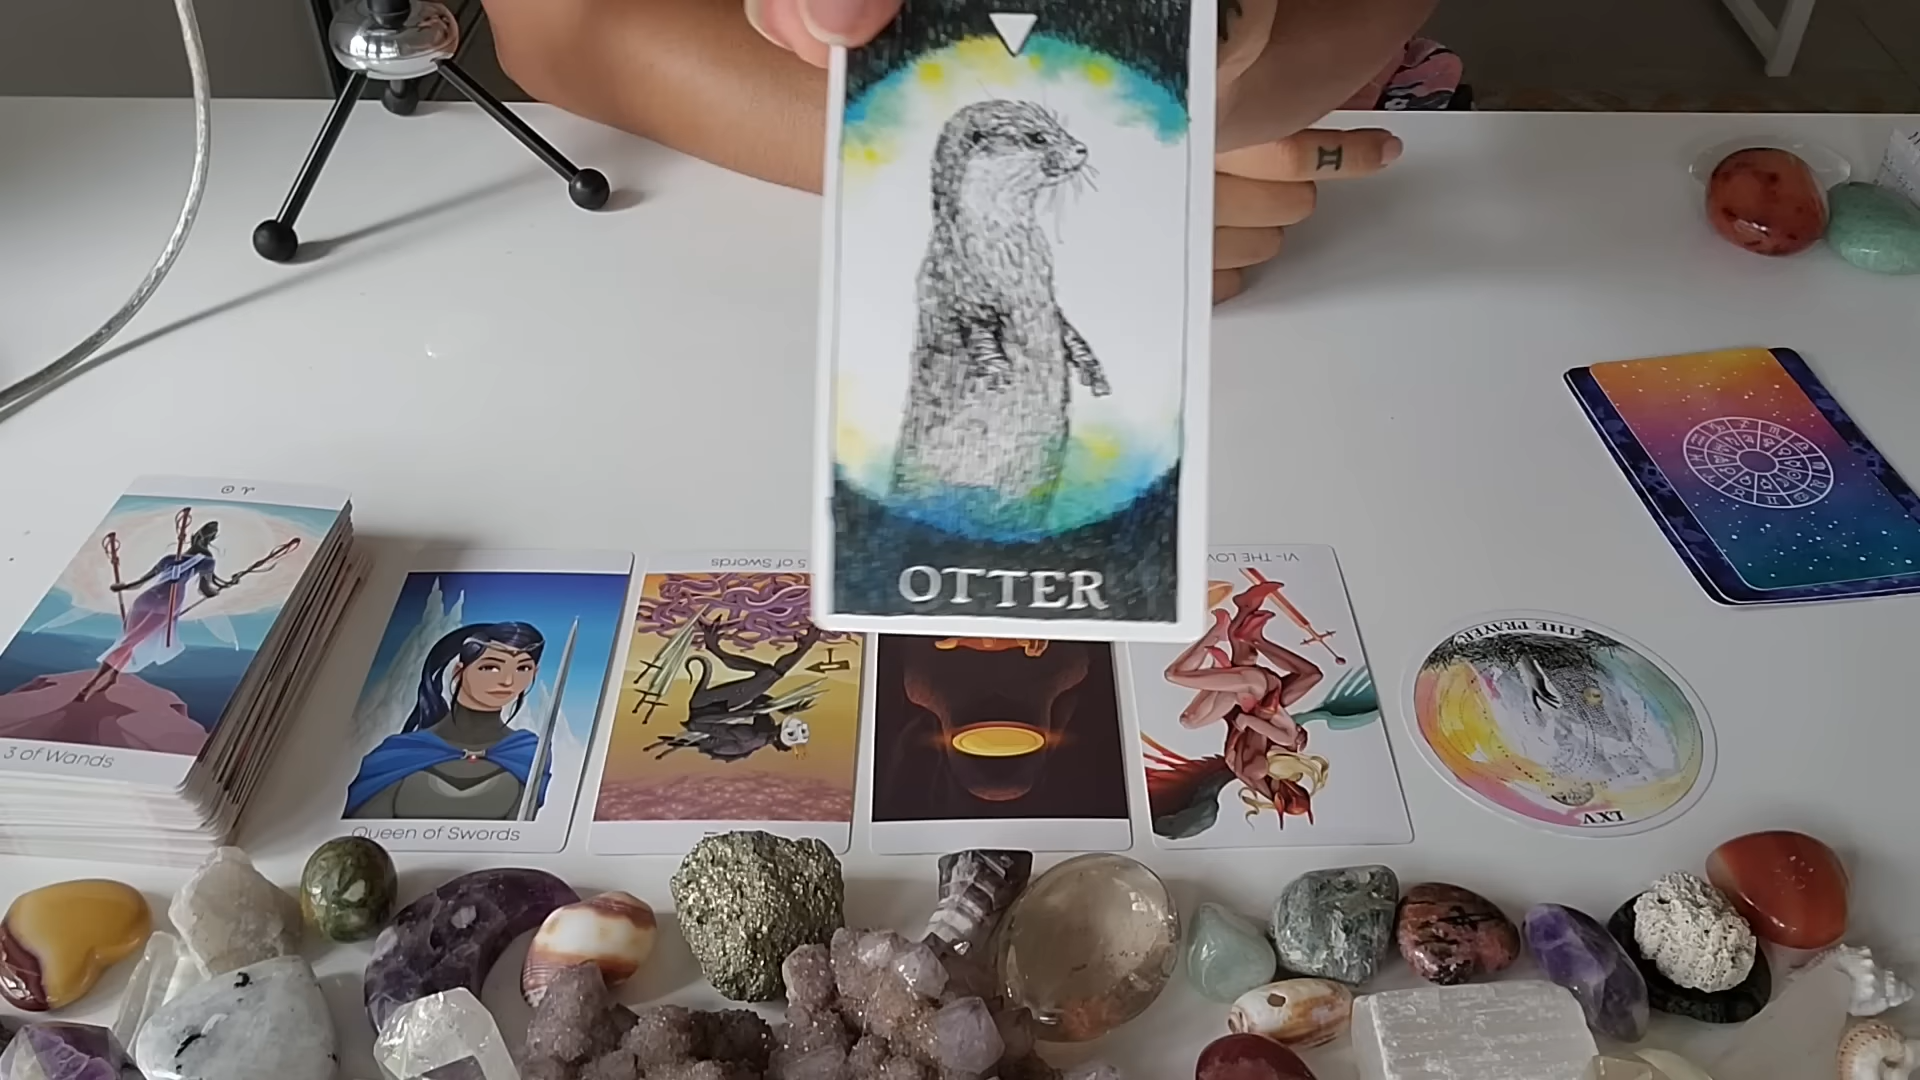 OTTER
3 of Wands
Queen of Swords
5 of Swords
VI- THE LOV
THE PRAYER
LXV